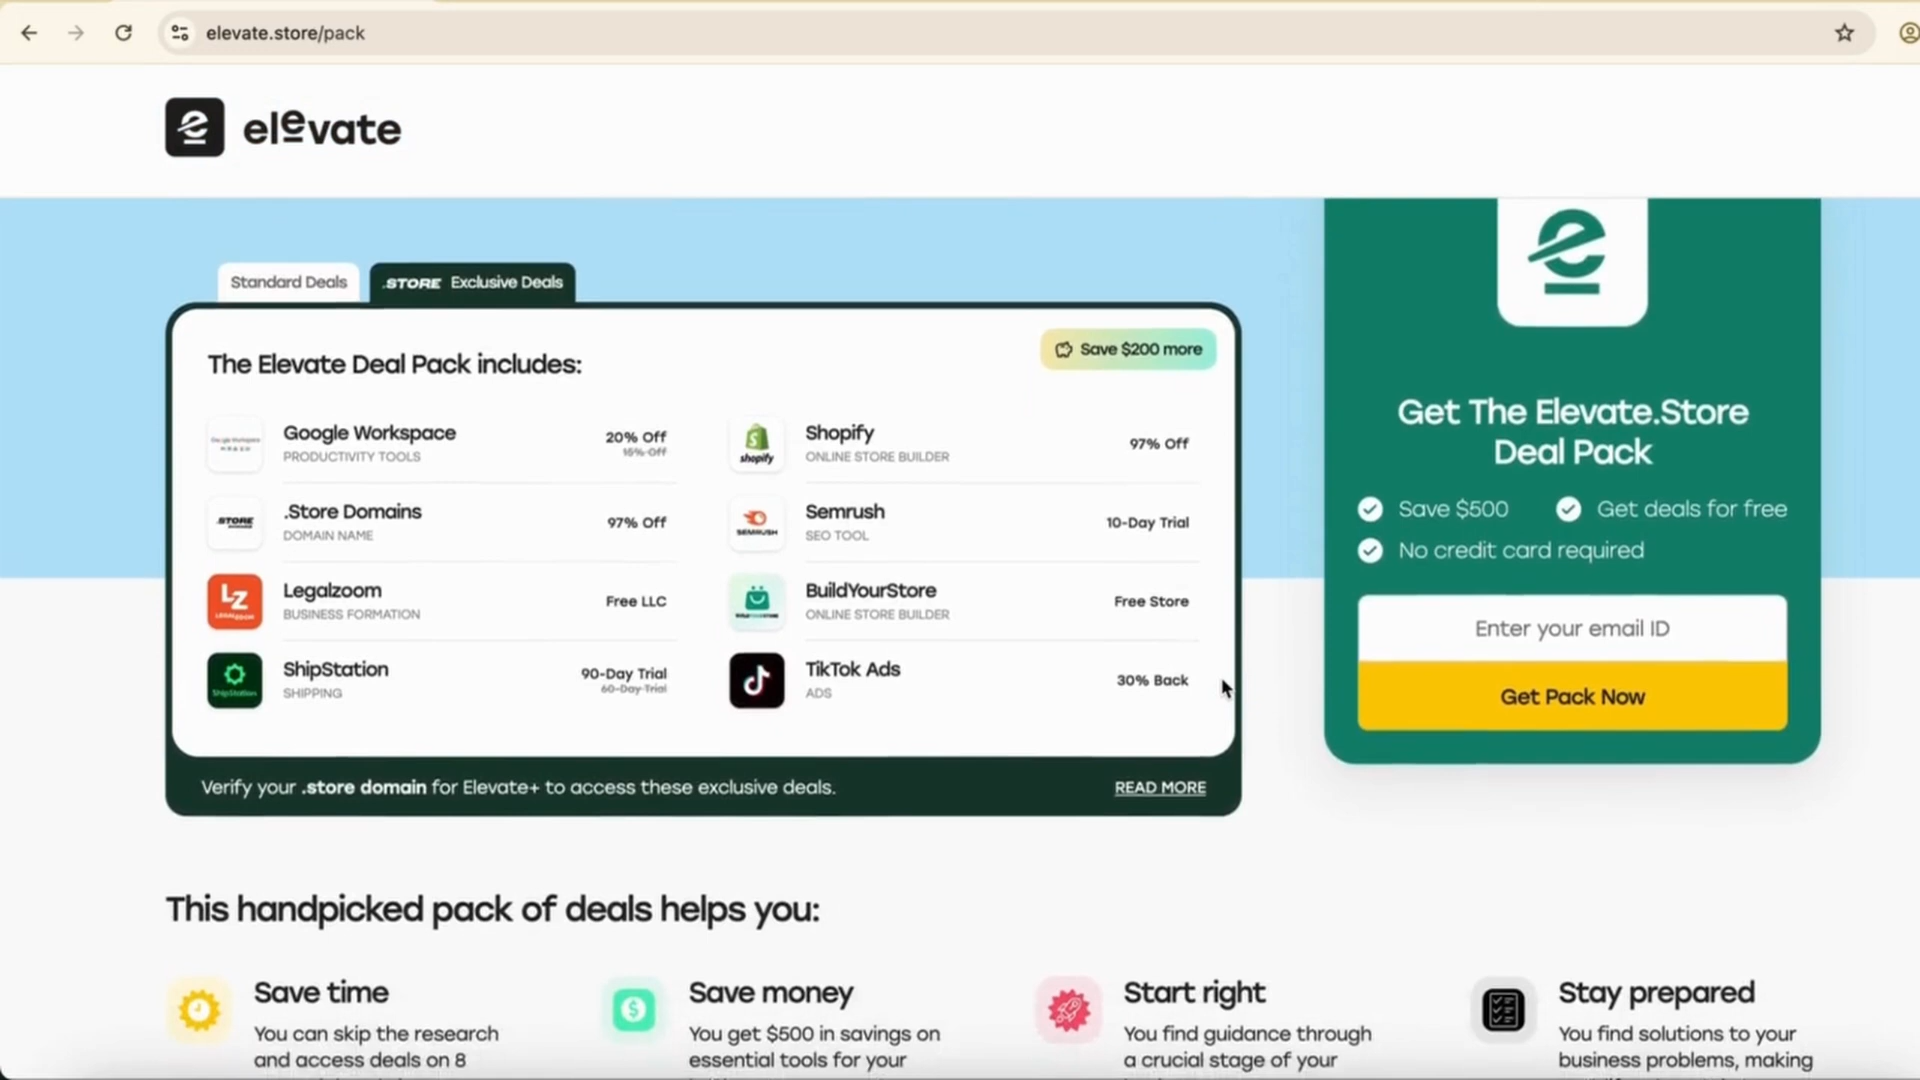 elevate.store/pack
elevate
Standard Deals
.STORE Exclusive Deals
The Elevate Deal Pack includes:
Save $200 more
Google Workspace
PRODUCTIVITY TOOLS
20% Off
15% Off
Shopify
ONLINE STORE BUILDER
97% Off
shopify
.Store Domains
DOMAIN NAME
97% Off
.STORE
Semrush
SEO TOOL
10-Day Trial
SEMRUSH
Legalzoom
BUSINESS FORMATION
Free LLC
LZ
LEGALZOOM
BuildYourStore
ONLINE STORE BUILDER
Free Store
ShipStation
SHIPPING
90-Day Trial
60-Day Trial
ShipStation
TikTok Ads
ADS
30% Back
Verify your .store domain for Elevate+ to access these exclusive deals.
READ MORE
Get The Elevate.Store
Deal Pack
Save $500
Get deals for free
No credit card required
Enter your email ID
Get Pack Now
This handpicked pack of deals helps you:
Save time
You can skip the research
and access deals on 8
Save money
You get $500 in savings on
essential tools for your
Start right
You find guidance through
a crucial stage of your
Stay prepared
You find solutions to your
business problems, making